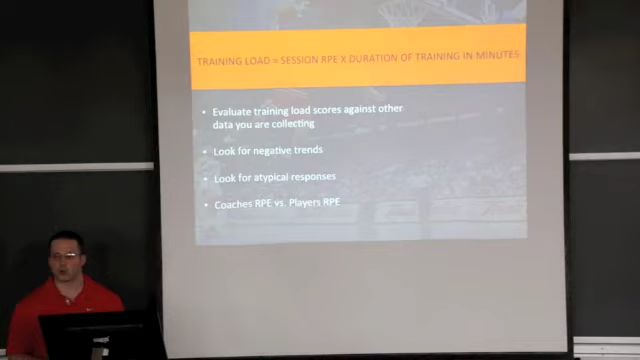 TRAINING LOAD = SESSION RPE X DURATION OF TRAINING IN MINUTES
• Evaluate training load scores against other
data you are collecting
• Look for negative trends
• Look for atypical responses
• Coaches RPE vs. Players RPE